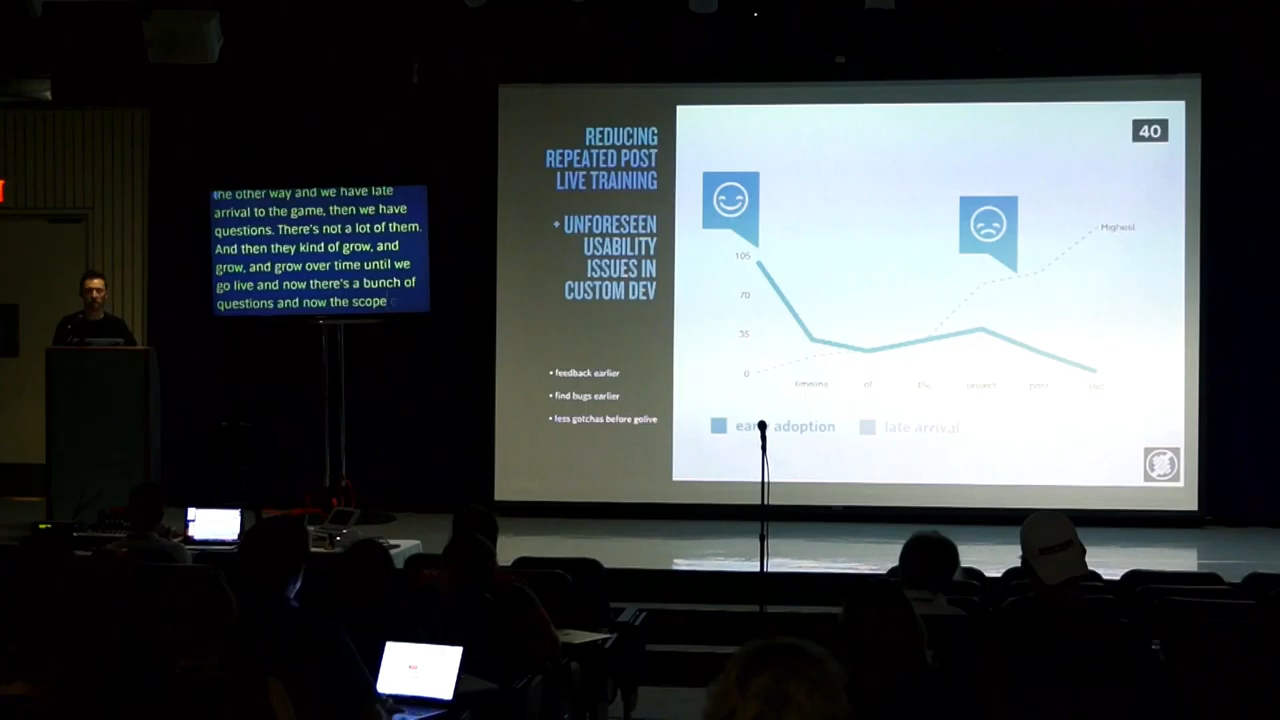 the other way and we have late
arrival to the game, then we have
questions. There's not a lot of them.
And then they kind of grow, and
grow, and grow over time until we
go live and now there's a bunch of
questions and now the scope
REDUCING
REPEATED POST
LIVE TRAINING
+ UNFORESEEN
USABILITY
ISSUES IN
CUSTOM DEV
• feedback earlier
• find bugs earlier
• less gotchas before golive
40
Highest
105
70
35
0
timeline of the project post live
early adoption late arrival